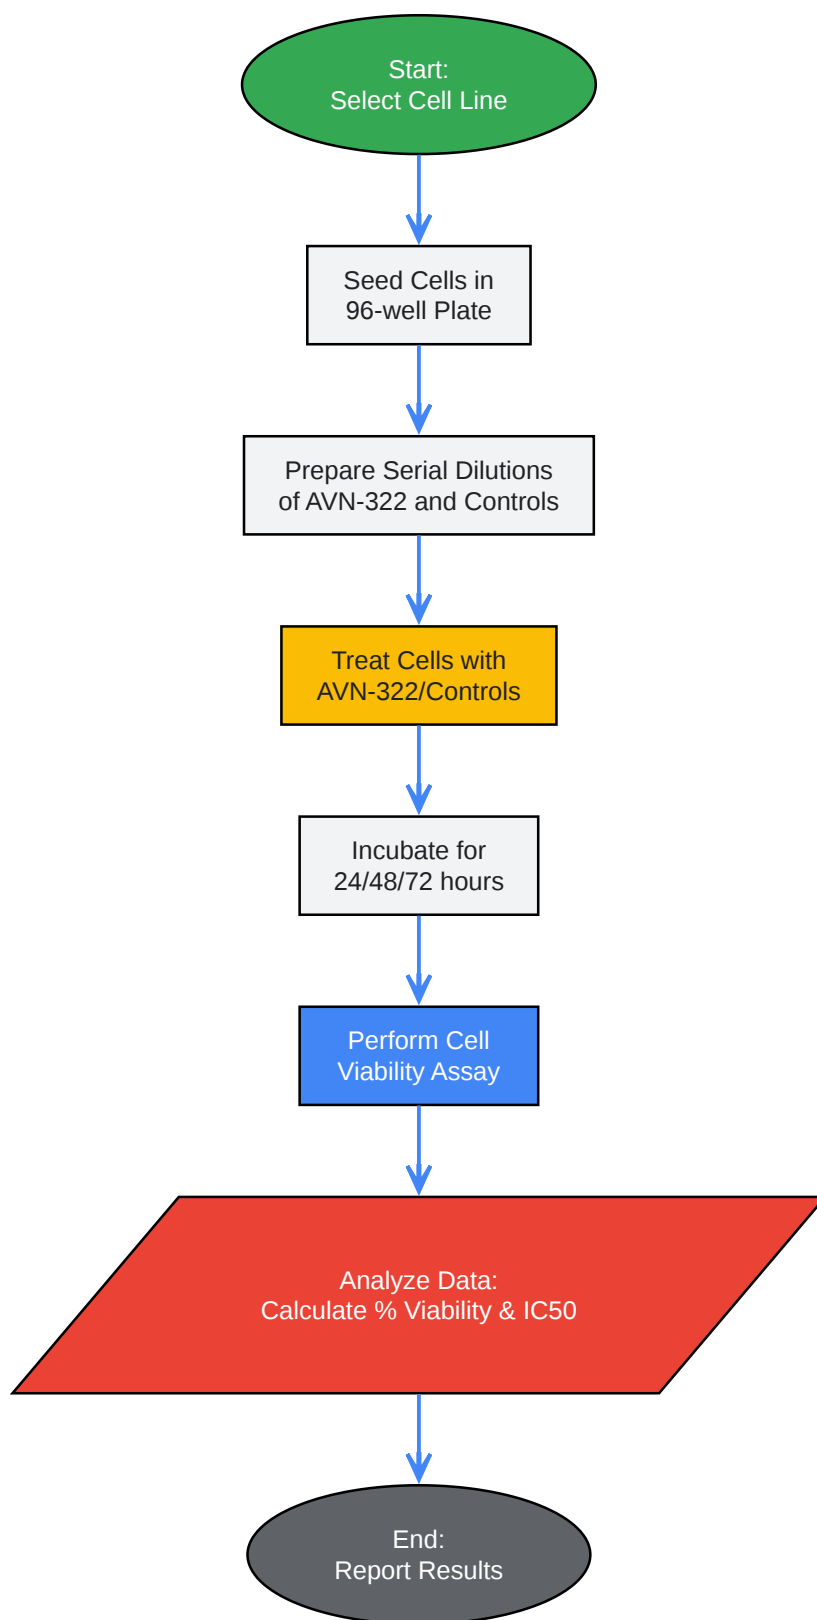 Start:
Select Cell Line
Seed Cells in
96-well Plate
Prepare Serial Dilutions
of AVN-322 and Controls
Treat Cells with
AVN-322/Controls
Incubate for
24/48/72 hours
Perform Cell
Viability Assay
Analyze Data:
Calculate % Viability & IC50
End:
Report Results